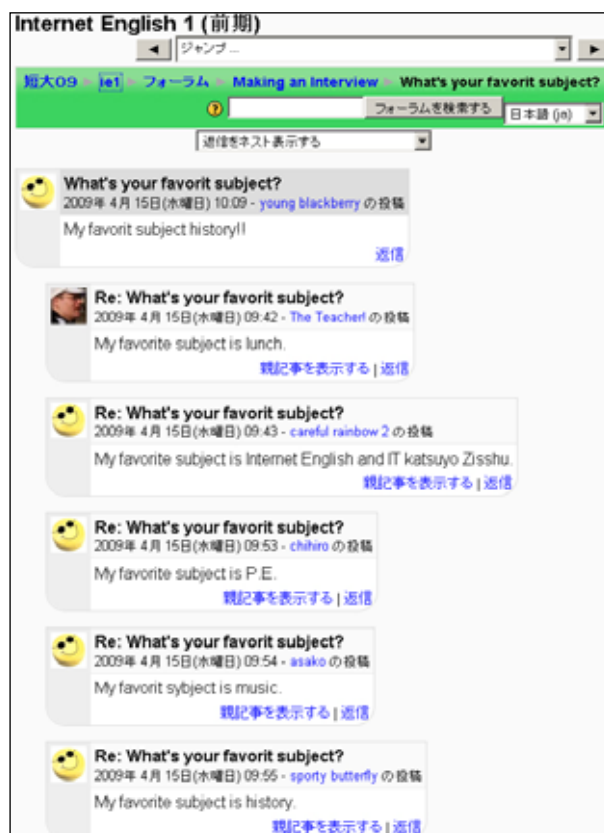 Internet English 1 (前期)
ジャンプ ...
短大09 ► ie1 ► フォーラム ► Making an Interview ► What's your favorit subject?
フォーラムを検索する 日本語 (ja)
返信をネスト表示する
What's your favorit subject?
2009年 4月 15日(水曜日) 10:09 - young blackberry の投稿
My favorit subject history!!
返信
Re: What's your favorit subject?
2009年 4月 15日(水曜日) 09:42 - The Teacher! の投稿
My favorite subject is lunch.
親記事を表示する | 返信
Re: What's your favorit subject?
2009年 4月 15日(水曜日) 09:43 - careful rainbow 2 の投稿
My favorite subject is Internet English and IT katsuyo Zisshu.
親記事を表示する | 返信
Re: What's your favorit subject?
2009年 4月 15日(水曜日) 09:53 - chihiro の投稿
My favorite subject is P.E.
親記事を表示する | 返信
Re: What's your favorit subject?
2009年 4月 15日(水曜日) 09:54 - asako の投稿
My favorit sybject is music.
親記事を表示する | 返信
Re: What's your favorit subject?
2009年 4月 15日(水曜日) 09:55 - sporty butterfly の投稿
My favorite subject is history.
親記事を表示する | 返信